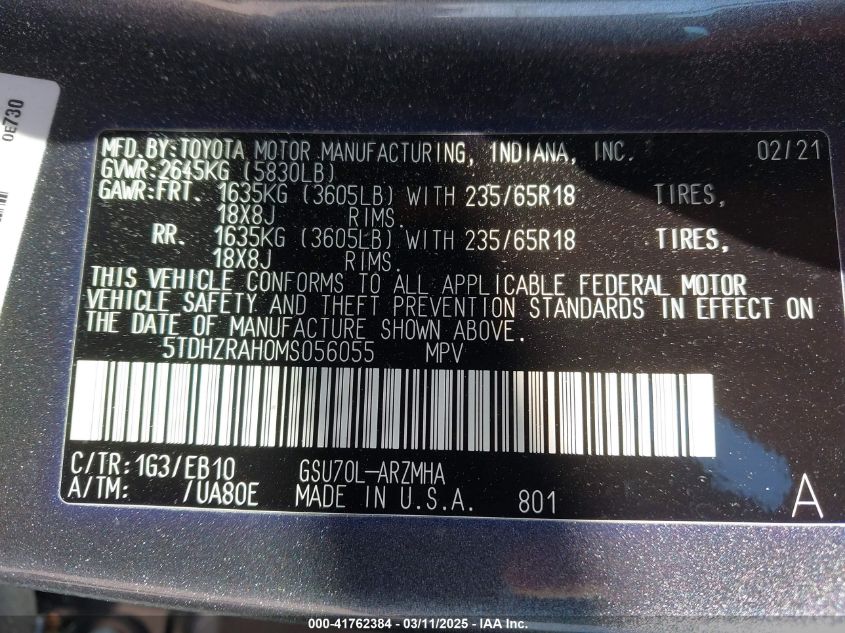 0E730
MFD.BY:TOYOTA MOTOR MANUFACTURING, INDIANA, INC. 02/21
GVWR:2645KG (5830LB)
GAWR:FRT. 1635KG (3605LB) WITH 235/65R18 TIRES,
18X8J RIMS.
RR. 1635KG (3605LB) WITH 235/65R18 TIRES,
18X8J RIMS.
THIS VEHICLE CONFORMS TO ALL APPLICABLE FEDERAL MOTOR
VEHICLE SAFETY AND THEFT PREVENTION STANDARDS IN EFFECT ON
THE DATE OF MANUFACTURE SHOWN ABOVE.
5TDHZRAH0MS056055 MPV
C/TR:1G3/EB10 GSU70L-ARZMHA
A/TM: /UA80E MADE IN U.S.A. 801 A
000-41762384 / 03/11/2025 - IAA Inc.